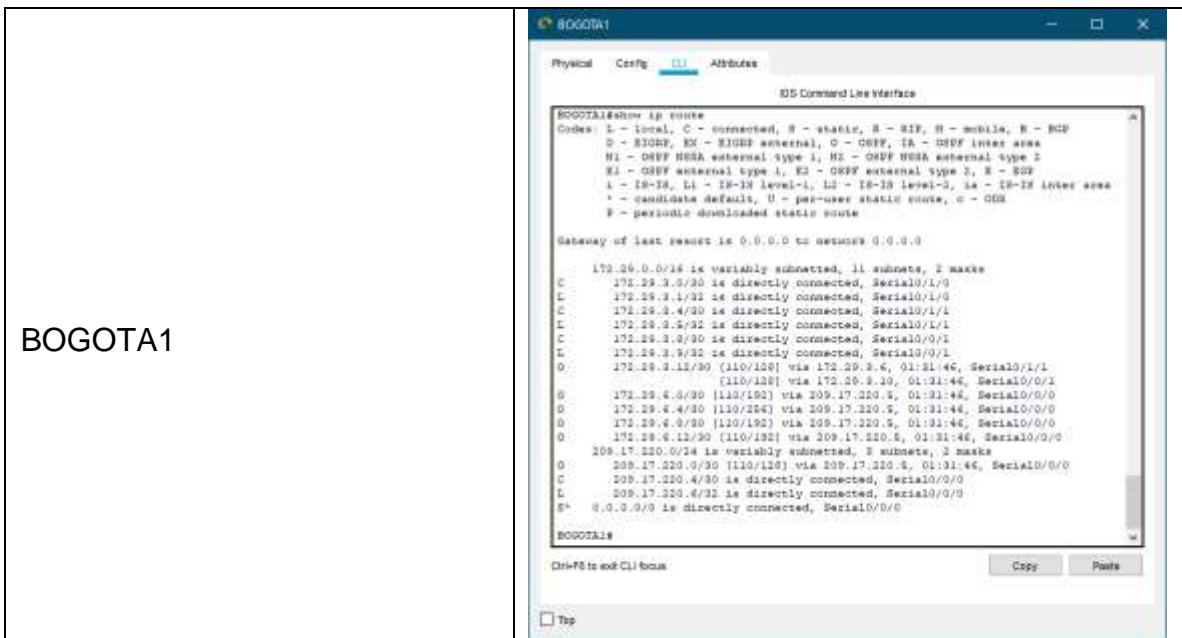 BOGOTA1
BOGOTA1
Physical Config CLI Attributes
IOS Command Line Interface
BOGOTA1#show ip route
Codes: L - local, C - connected, S - static, R - RIP, M - mobile, B - BGP
D - EIGRP, EX - EIGRP external, O - OSPF, IA - OSPF inter area
N1 - OSPF NSSA external type 1, N2 - OSPF NSSA external type 2
E1 - OSPF external type 1, E2 - OSPF external type 2, E - EGP
i - IS-IS, L1 - IS-IS level-1, L2 - IS-IS level-2, ia - IS-IS inter area
* - candidate default, U - per-user static route, o - ODR
P - periodic downloaded static route
Gateway of last resort is 0.0.0.0 to network 0.0.0.0
172.29.0.0/16 is variably subnetted, 11 subnets, 2 masks
C 172.29.3.0/30 is directly connected, Serial0/1/0
L 172.29.3.1/32 is directly connected, Serial0/1/0
C 172.29.3.4/30 is directly connected, Serial0/1/1
L 172.29.3.5/32 is directly connected, Serial0/1/1
C 172.29.3.8/30 is directly connected, Serial0/0/1
L 172.29.3.9/32 is directly connected, Serial0/0/1
O 172.29.3.12/30 [110/128] via 172.29.3.6, 01:31:46, Serial0/1/1
[110/128] via 172.29.3.10, 01:31:46, Serial0/0/1
O 172.29.6.0/30 [110/192] via 209.17.220.5, 01:31:46, Serial0/0/0
O 172.29.6.4/30 [110/256] via 209.17.220.5, 01:31:46, Serial0/0/0
O 172.29.6.8/30 [110/192] via 209.17.220.5, 01:31:46, Serial0/0/0
O 172.29.6.12/30 [110/192] via 209.17.220.5, 01:31:46, Serial0/0/0
209.17.220.0/24 is variably subnetted, 3 subnets, 2 masks
O 209.17.220.0/30 [110/128] via 209.17.220.5, 01:31:46, Serial0/0/0
C 209.17.220.4/30 is directly connected, Serial0/0/0
L 209.17.220.6/32 is directly connected, Serial0/0/0
S* 0.0.0.0/0 is directly connected, Serial0/0/0
BOGOTA1#
Ctrl+F6 to exit CLI focus
Copy Paste
Top